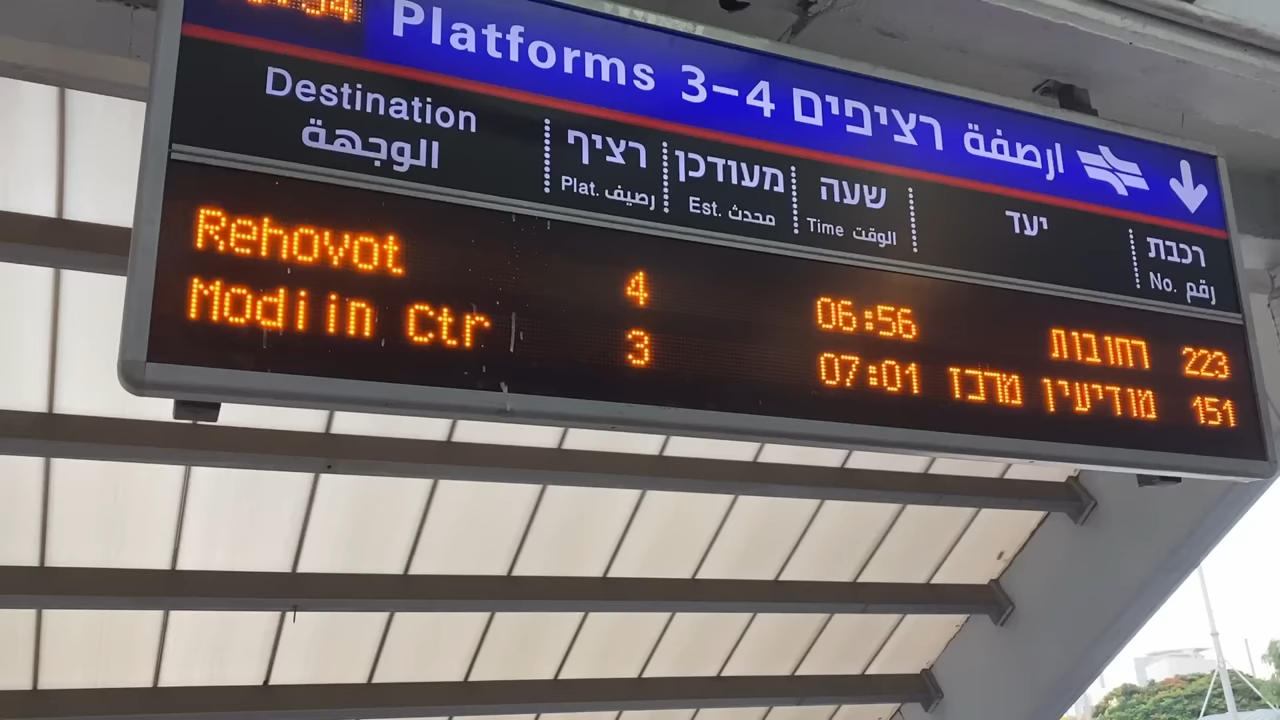 Platforms 3-4 רציפים ارصفة
Destination
الوجهة
רציף
Plat. رصيف
מעודכן
Est. محدث
שעה
Time الوقت
יעד
רכבת
No. رقم
Rehovot 4 06:56 רחובות 223
Modiin Ctr 3 07:01 מודיעין מרכז 151